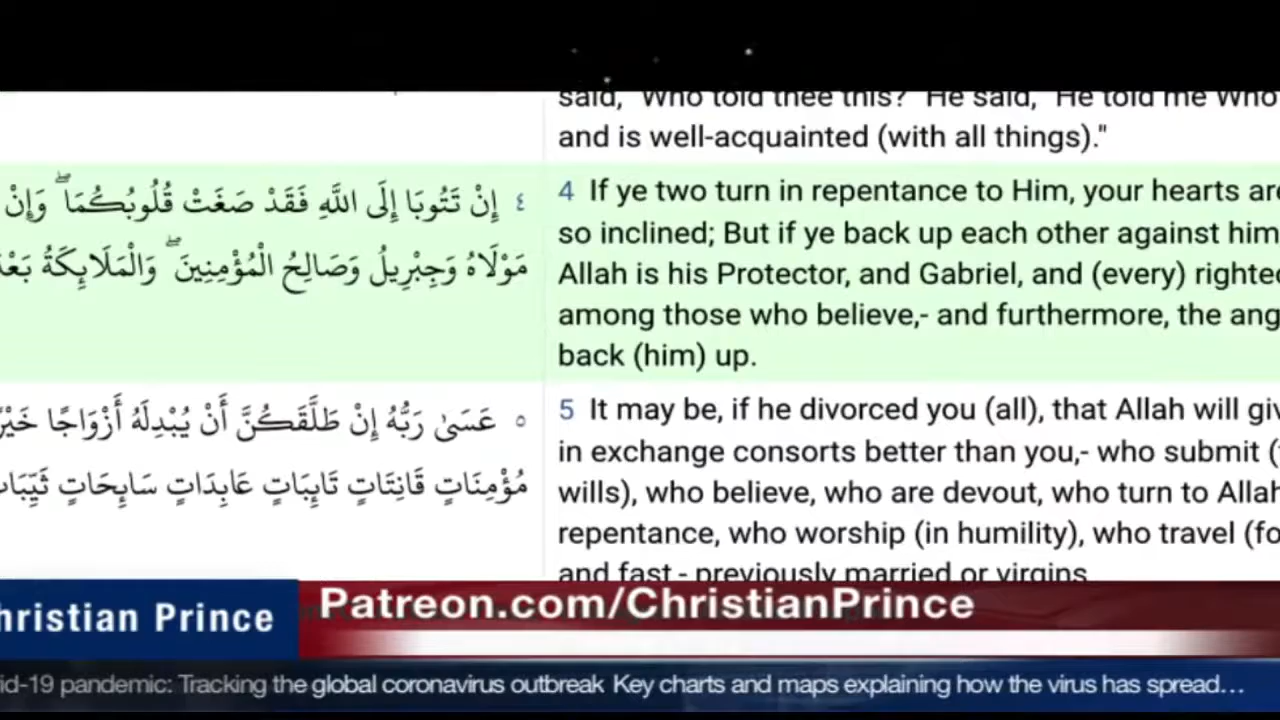 said, "Who told thee this?" He said, "He told me Who
and is well-acquainted (with all things)."
٤ إِنْ تَتُوبَا إِلَى اللَّهِ فَقَدْ صَغَتْ قُلُوبُكُمَا ۖ وَإِنْ
مَوْلَاهُ وَجِبْرِيلُ وَصَالِحُ الْمُؤْمِنِينَ ۖ وَالْمَلَائِكَةُ
4 If ye two turn in repentance to Him, your hearts are
so inclined; But if ye back up each other against him
Allah is his Protector, and Gabriel, and (every)
among those who believe,- and furthermore, the
back (him) up.
٥ عَسَىٰ رَبُّهُ إِنْ طَلَّقَكُنَّ أَنْ يُبْدِلَهُ أَزْوَاجًا
مُؤْمِنَاتٍ قَانِتَاتٍ تَائِبَاتٍ عَابِدَاتٍ سَائِحَاتٍ
5 It may be, if he divorced you (all), that Allah will
in exchange consorts better than you,- who submit
wills), who believe, who are devout, who turn to Allah
repentance, who worship (in humility), who travel
and fast,- previously married or virgins
hristian Prince
Patreon.com/ChristianPrince
id-19 pandemic: Tracking the global coronavirus outbreak Key charts and maps explaining how the virus has spread...